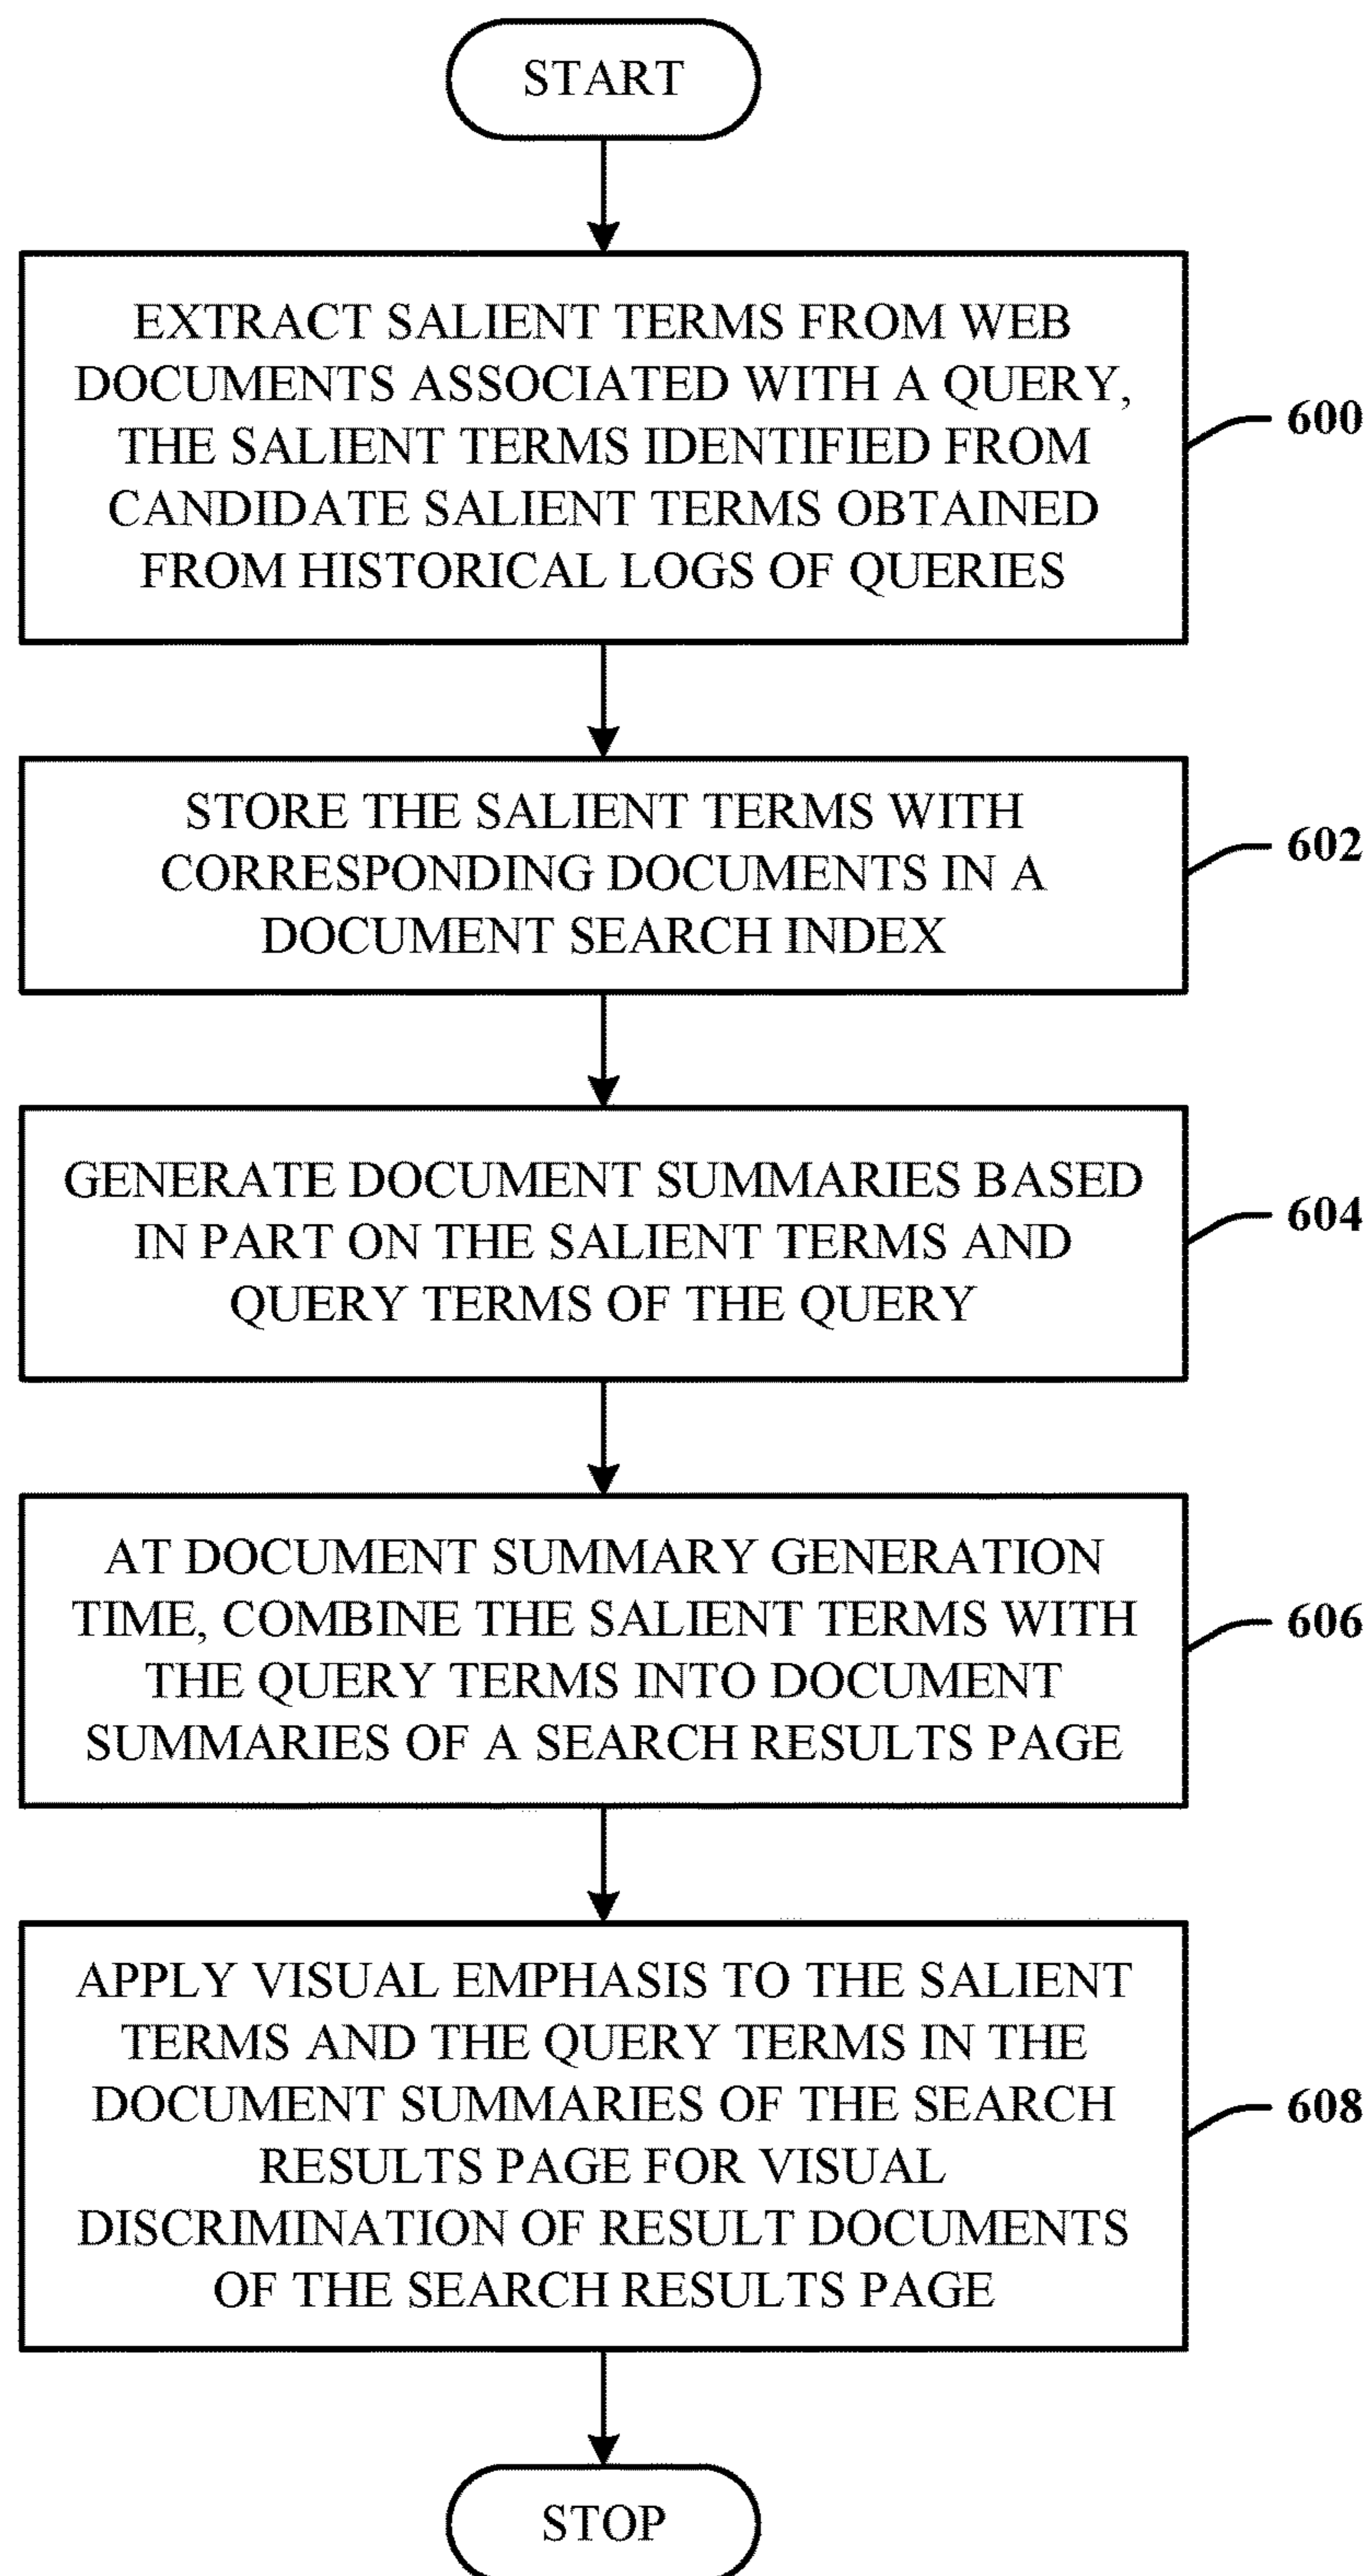 START
EXTRACT SALIENT TERMS FROM WEB
DOCUMENTS ASSOCIATED WITH A QUERY,
THE SALIENT TERMS IDENTIFIED FROM
CANDIDATE SALIENT TERMS OBTAINED
FROM HISTORICAL LOGS OF QUERIES
600
STORE THE SALIENT TERMS WITH
CORRESPONDING DOCUMENTS IN A
DOCUMENT SEARCH INDEX
602
GENERATE DOCUMENT SUMMARIES BASED
IN PART ON THE SALIENT TERMS AND
QUERY TERMS OF THE QUERY
604
AT DOCUMENT SUMMARY GENERATION
TIME, COMBINE THE SALIENT TERMS WITH
THE QUERY TERMS INTO DOCUMENT
SUMMARIES OF A SEARCH RESULTS PAGE
606
APPLY VISUAL EMPHASIS TO THE SALIENT
TERMS AND THE QUERY TERMS IN THE
DOCUMENT SUMMARIES OF THE SEARCH
RESULTS PAGE FOR VISUAL
DISCRIMINATION OF RESULT DOCUMENTS
OF THE SEARCH RESULTS PAGE
608
STOP